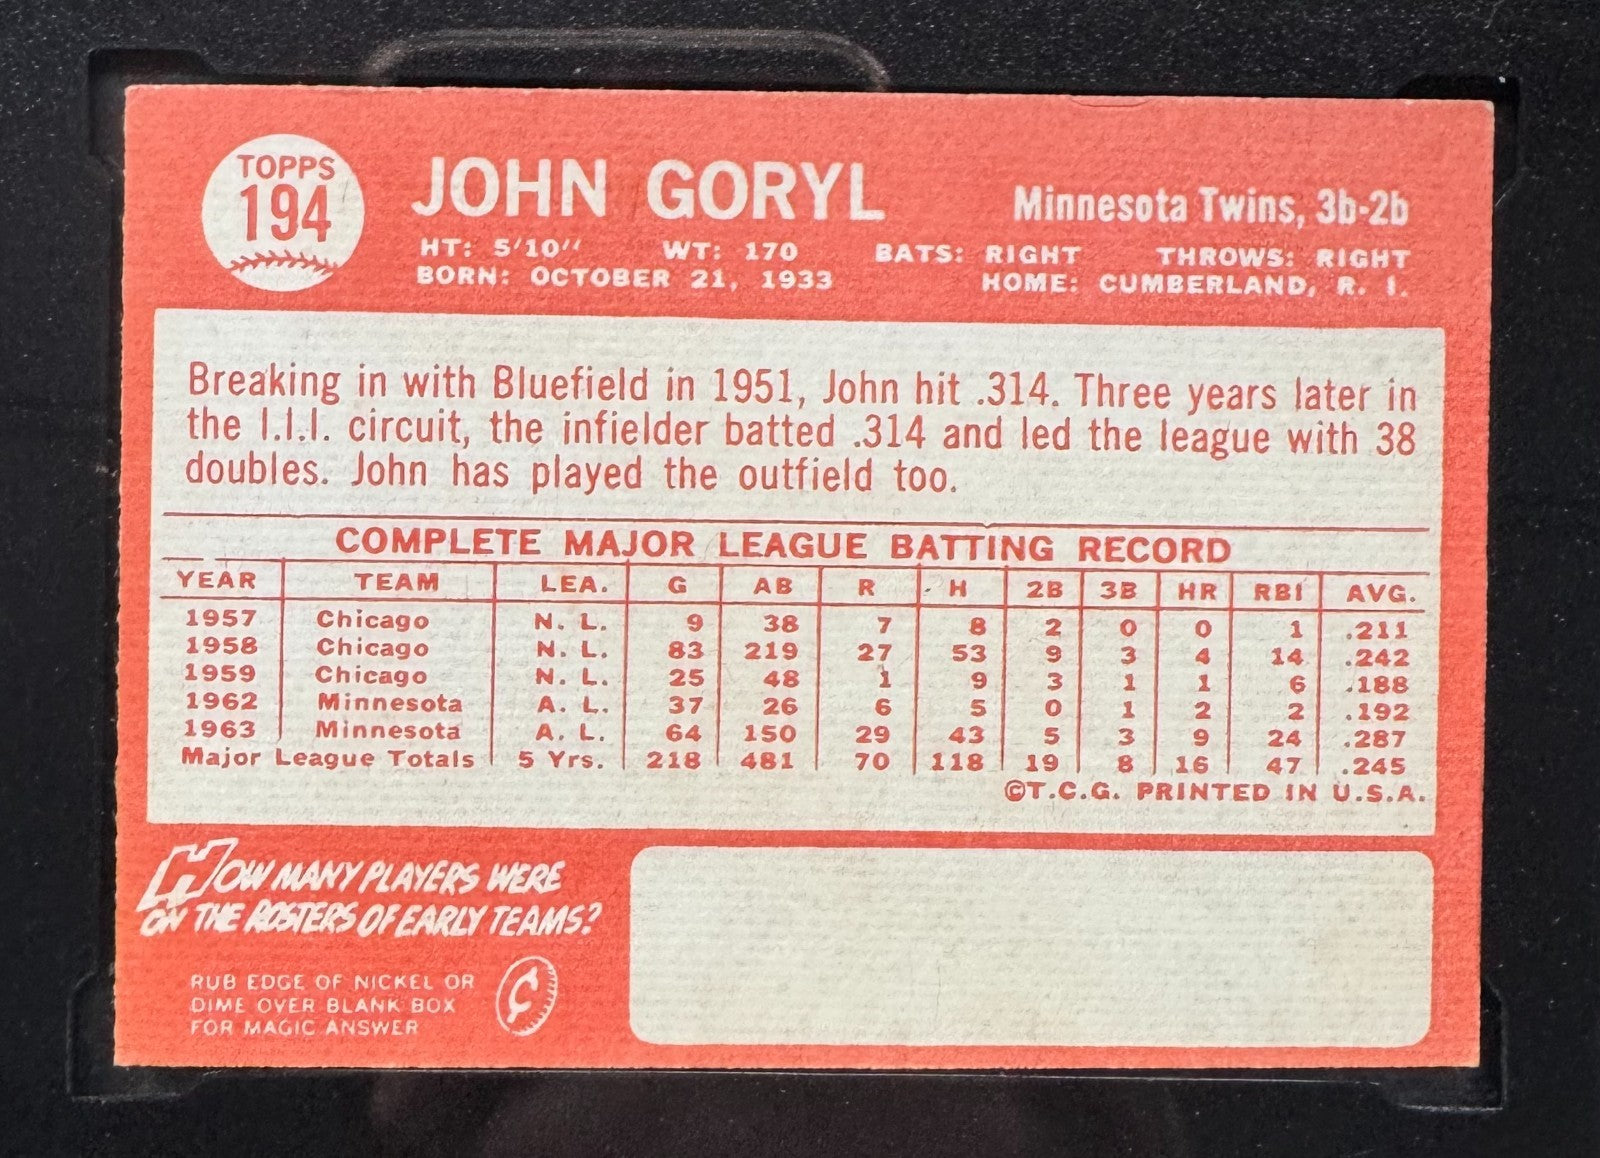 TOPPS
194
JOHN GORYL
Minnesota Twins, 3b-2b
HT: 5'10" WT: 170 BATS: RIGHT THROWS: RIGHT
BORN: OCTOBER 21, 1933 HOME: CUMBERLAND, R. I.
Breaking in with Bluefield in 1951, John hit .314. Three years later in
the I.I.I. circuit, the infielder batted .314 and led the league with 38
doubles. John has played the outfield too.
COMPLETE MAJOR LEAGUE BATTING RECORD
YEAR TEAM LEA. G AB R H 2B 3B HR RBI AVG.
1957 Chicago N. L. 9 38 7 8 2 0 0 1 .211
1958 Chicago N. L. 83 219 27 53 9 3 4 14 .242
1959 Chicago N. L. 25 48 1 9 3 1 1 6 .188
1962 Minnesota A. L. 37 26 6 5 0 1 2 2 .192
1963 Minnesota A. L. 64 150 29 43 5 3 9 24 .287
Major League Totals 5 Yrs. 218 481 70 118 19 8 16 47 .245
©T.C.G. PRINTED IN U.S.A.
HOW MANY PLAYERS WERE
ON THE ROSTERS OF EARLY TEAMS?
RUB EDGE OF NICKEL OR
DIME OVER BLANK BOX
FOR MAGIC ANSWER
¢